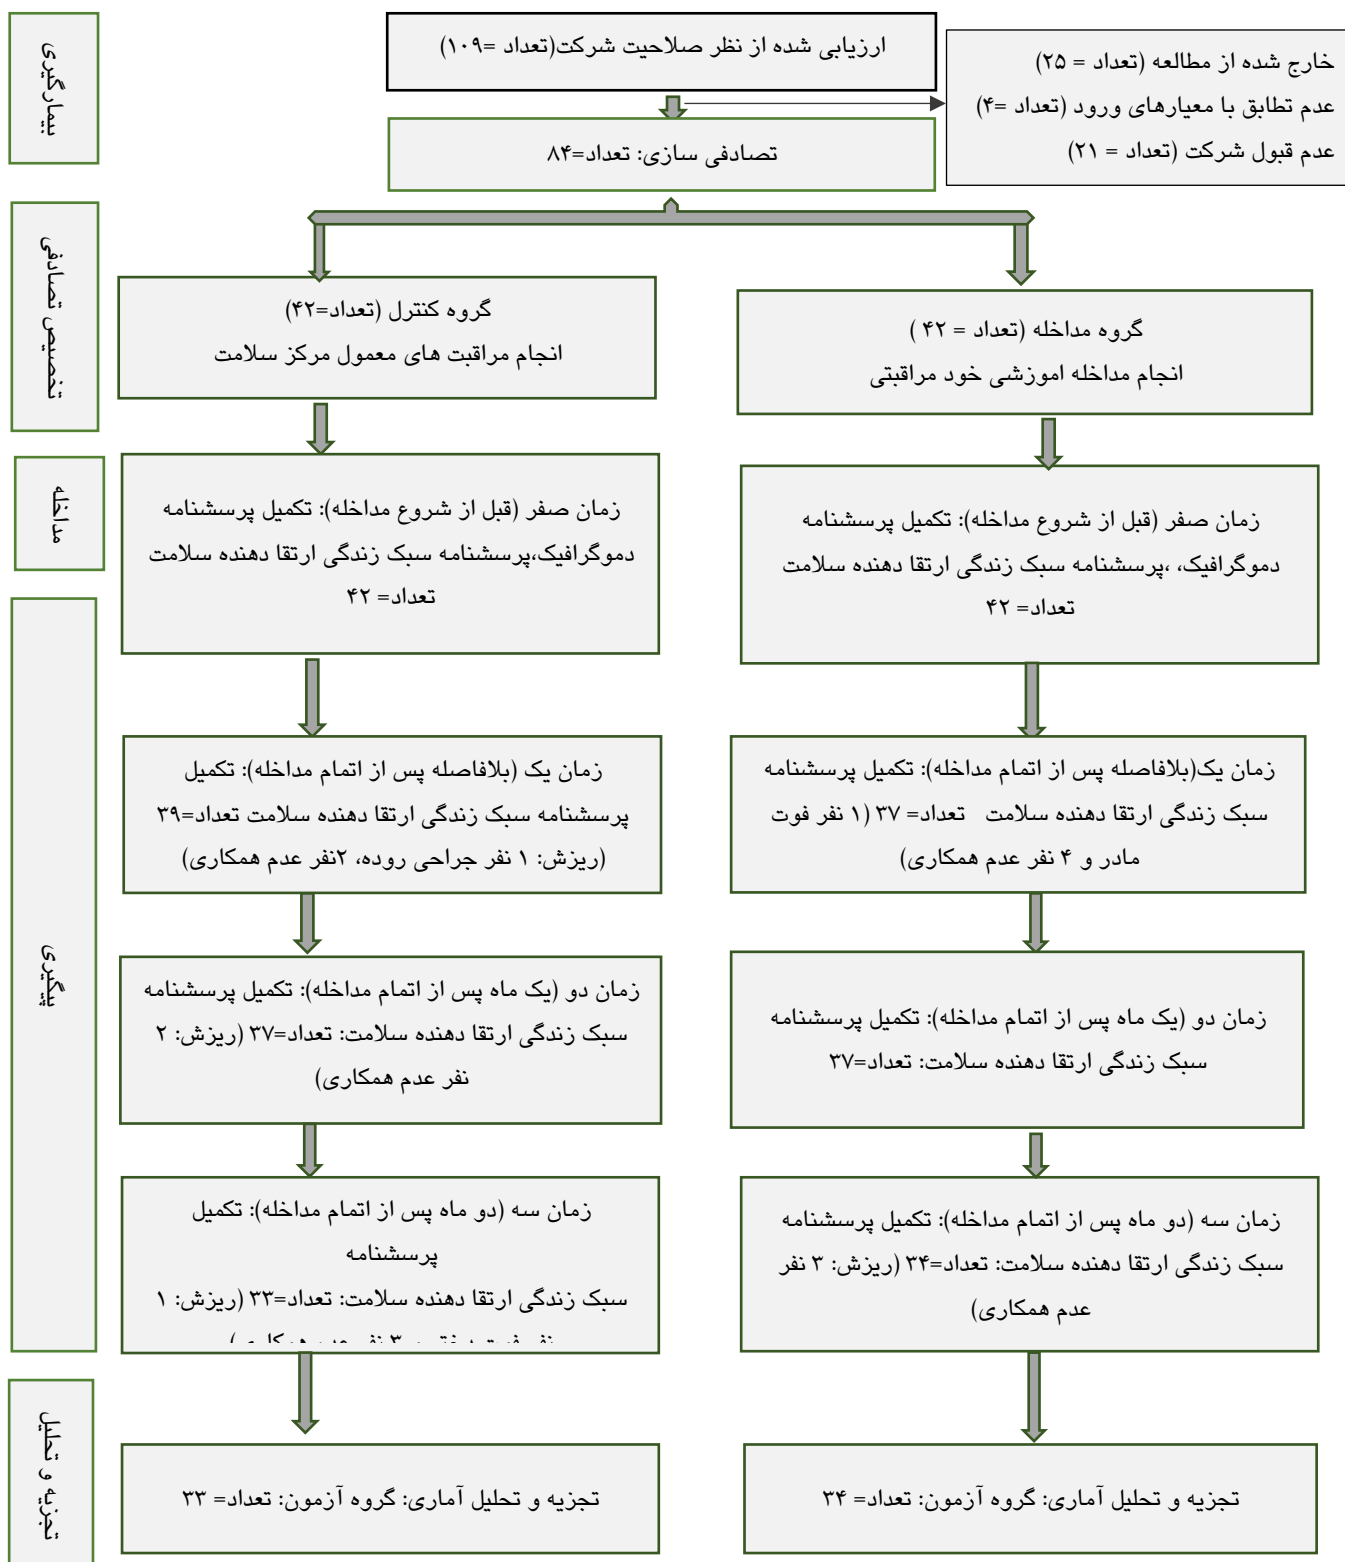 بیمارگیری
ارزیابی شده از نظر صلاحیت شرکت(تعداد =۱۰۹)
خارج شده از مطالعه (تعداد = ۲۵)
عدم تطابق با معیارهای ورود (تعداد =۴)
عدم قبول شرکت (تعداد = ۲۱)
تصادفی سازی: تعداد=۸۴
تخصیص تصادفی
گروه مداخله (تعداد = ۴۲ )
انجام مداخله اموزشی خود مراقبتی
گروه کنترل (تعداد=۴۲)
انجام مراقبت های معمول مرکز سلامت
مداخله
زمان صفر (قبل از شروع مداخله): تکمیل پرسشنامه
دموگرافیک، ،پرسشنامه سبک زندگی ارتقا دهنده سلامت
تعداد= ۴۲
زمان صفر (قبل از شروع مداخله): تکمیل پرسشنامه
دموگرافیک،پرسشنامه سبک زندگی ارتقا دهنده سلامت
تعداد= ۴۲
پیگیری
زمان یک(بلافاصله پس از اتمام مداخله): تکمیل پرسشنامه
سبک زندگی ارتقا دهنده سلامت تعداد= ۳۷ (۱ نفر فوت
مادر و ۴ نفر عدم همکاری)
زمان یک (بلافاصله پس از اتمام مداخله): تکمیل
پرسشنامه سبک زندگی ارتقا دهنده سلامت تعداد=۳۹
(ریزش: ۱ نفر جراحی روده، ۲نفر عدم همکاری)
زمان دو (یک ماه پس از اتمام مداخله): تکمیل پرسشنامه
سبک زندگی ارتقا دهنده سلامت: تعداد=۳۷
زمان دو (یک ماه پس از اتمام مداخله): تکمیل پرسشنامه
سبک زندگی ارتقا دهنده سلامت: تعداد=۳۷ (ریزش: ۲
نفر عدم همکاری)
زمان سه (دو ماه پس از اتمام مداخله): تکمیل پرسشنامه
سبک زندگی ارتقا دهنده سلامت: تعداد=۳۴ (ریزش: ۳ نفر
عدم همکاری)
زمان سه (دو ماه پس از اتمام مداخله): تکمیل
پرسشنامه
سبک زندگی ارتقا دهنده سلامت: تعداد=۳۳ (ریزش: ۱
نفر فوت دختر و ۳ نفر عدم همکاری)
تجزیه و تحلیل
تجزیه و تحلیل آماری: گروه آزمون: تعداد= ۳۴
تجزیه و تحلیل آماری: گروه آزمون: تعداد= ۳۳